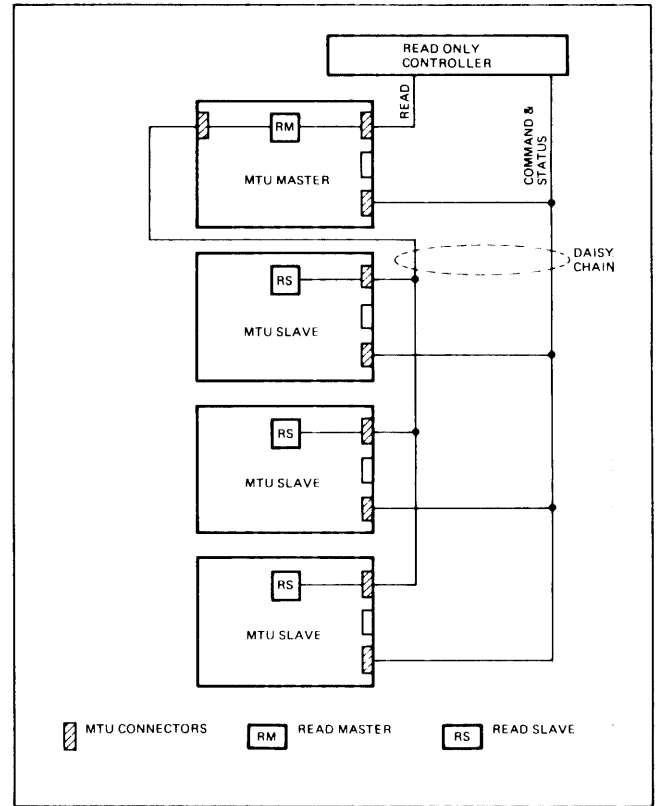 READ ONLY
CONTROLLER
READ
COMMAND &
STATUS
RM
MTU MASTER
DAISY
CHAIN
RS
MTU SLAVE
RS
MTU SLAVE
RS
MTU SLAVE
MTU CONNECTORS
RM
READ MASTER
RS
READ SLAVE